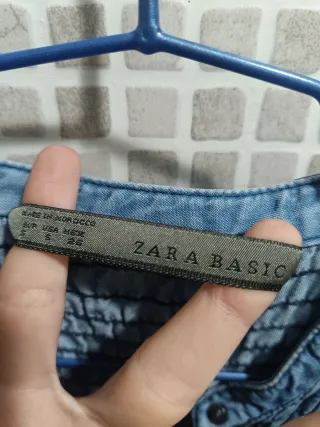 MADE IN MOROCCO
EUR USA MEX
S S 26
ZARA BASIC